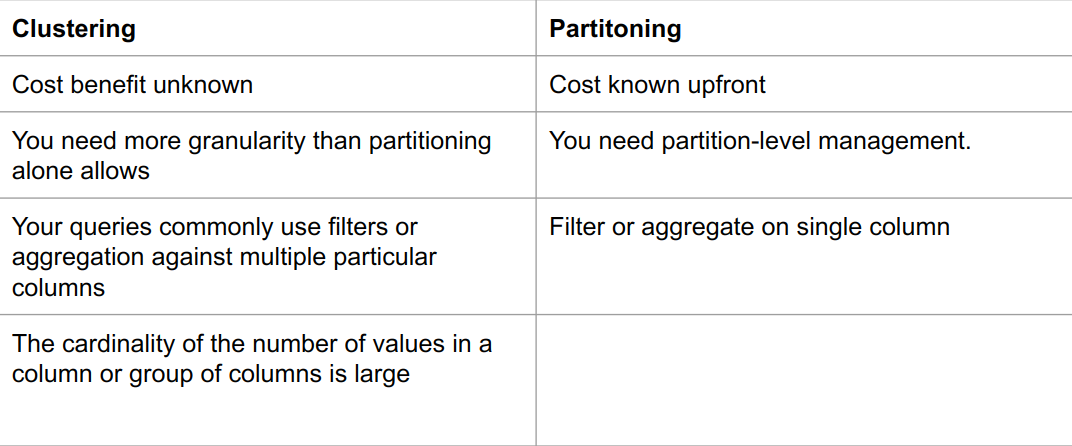 Clustering
Partitoning
Cost benefit unknown
Cost known upfront
You need more granularity than partitioning
alone allows
You need partition-level management.
Your queries commonly use filters or
aggregation against multiple particular
columns
Filter or aggregate on single column
The cardinality of the number of values in a
column or group of columns is large